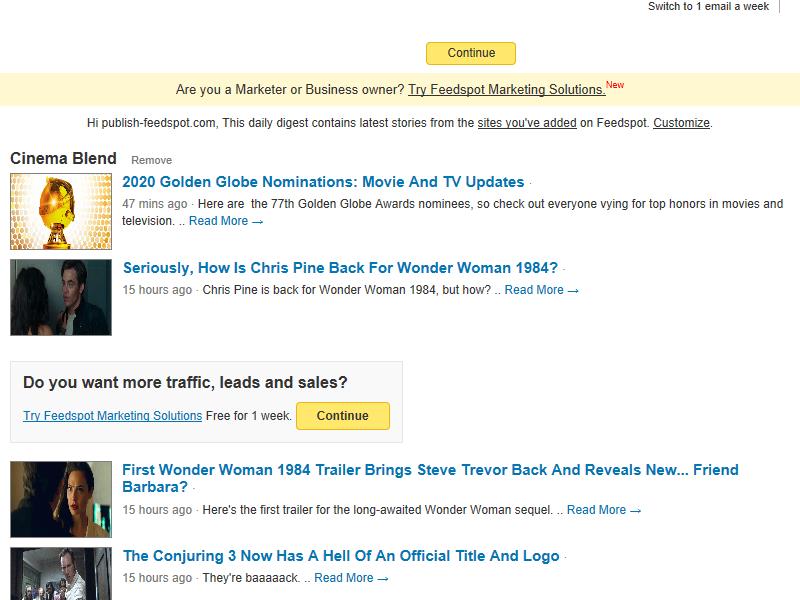 Switch to 1 email a week
Continue
Are you a Marketer or Business owner? Try Feedspot Marketing Solutions.New
Hi publish-feedspot.com, This daily digest contains latest stories from the sites you've added on Feedspot. Customize.
Cinema Blend Remove
2020 Golden Globe Nominations: Movie And TV Updates ·
47 mins ago · Here are the 77th Golden Globe Awards nominees, so check out everyone vying for top honors in movies and
television. .. Read More →
Seriously, How Is Chris Pine Back For Wonder Woman 1984? ·
15 hours ago · Chris Pine is back for Wonder Woman 1984, but how? .. Read More →
Do you want more traffic, leads and sales?
Try Feedspot Marketing Solutions Free for 1 week. Continue
First Wonder Woman 1984 Trailer Brings Steve Trevor Back And Reveals New... Friend
Barbara? ·
15 hours ago · Here's the first trailer for the long-awaited Wonder Woman sequel. .. Read More →
The Conjuring 3 Now Has A Hell Of An Official Title And Logo ·
15 hours ago · They're baaaaack. .. Read More →